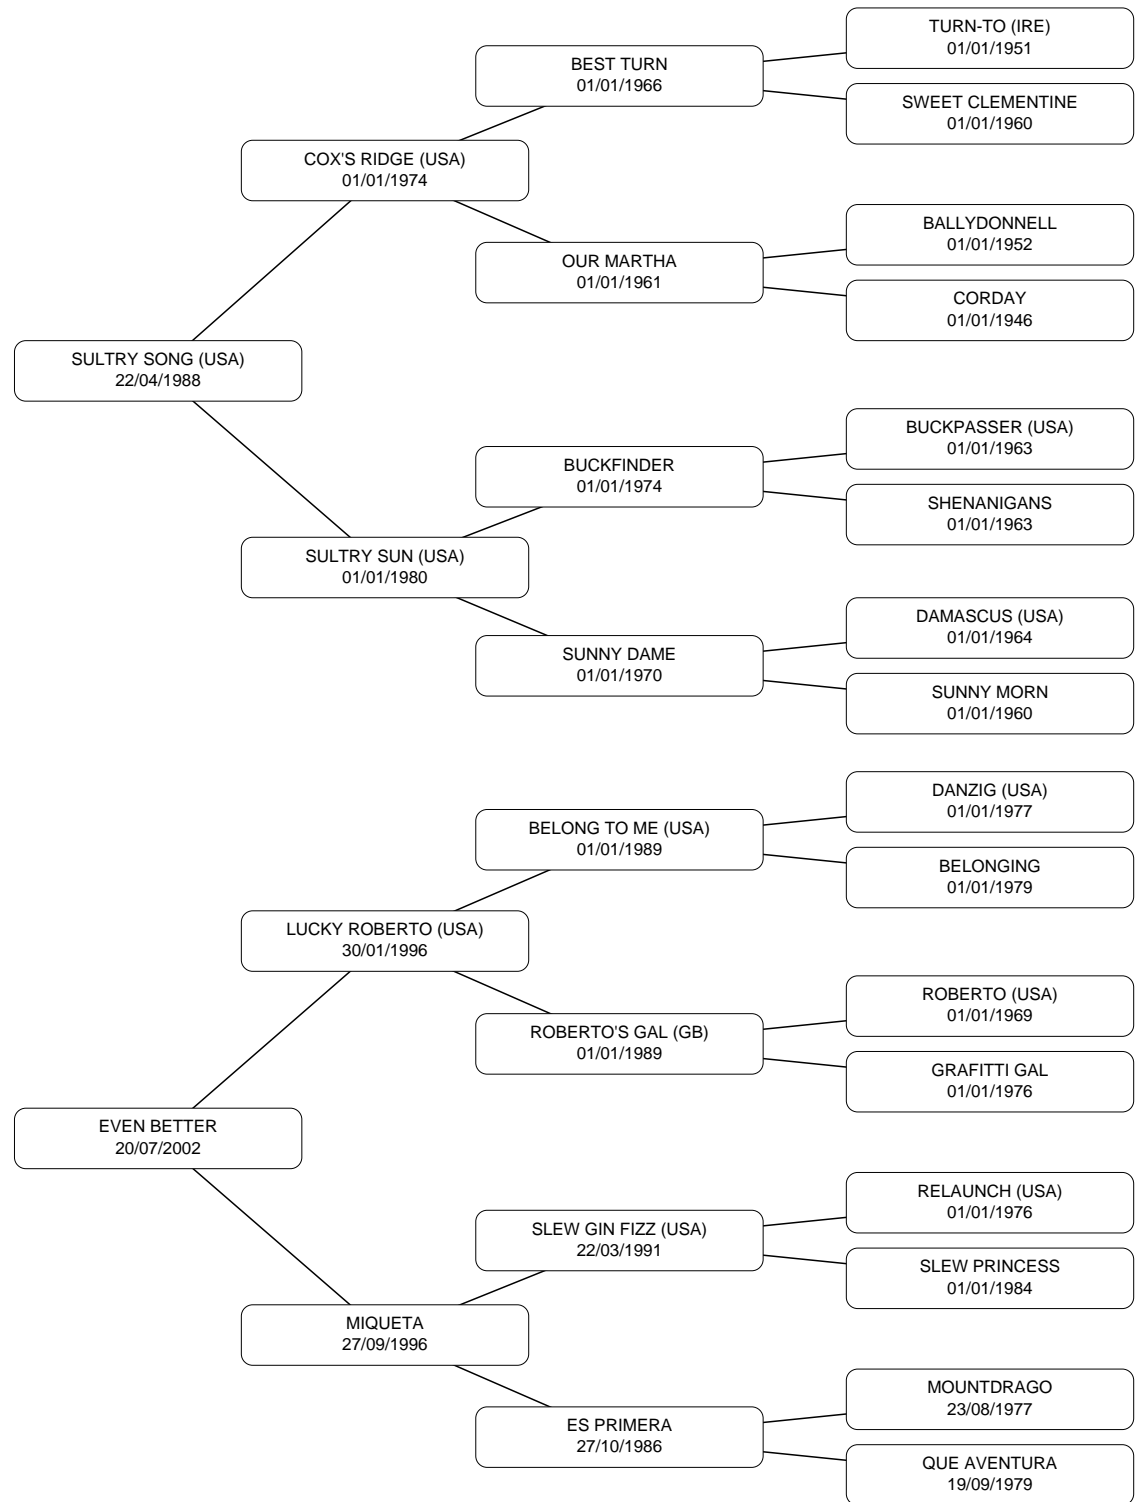 TURN-TO (IRE)
01/01/1951
BEST TURN
01/01/1966
SWEET CLEMENTINE
01/01/1960
COX'S RIDGE (USA)
01/01/1974
BALLYDONNELL
01/01/1952
OUR MARTHA
01/01/1961
CORDAY
01/01/1946
SULTRY SONG (USA)
22/04/1988
BUCKPASSER (USA)
01/01/1963
BUCKFINDER
01/01/1974
SHENANIGANS
01/01/1963
SULTRY SUN (USA)
01/01/1980
DAMASCUS (USA)
01/01/1964
SUNNY DAME
01/01/1970
SUNNY MORN
01/01/1960
DANZIG (USA)
01/01/1977
BELONG TO ME (USA)
01/01/1989
BELONGING
01/01/1979
LUCKY ROBERTO (USA)
30/01/1996
ROBERTO (USA)
01/01/1969
ROBERTO'S GAL (GB)
01/01/1989
GRAFITTI GAL
01/01/1976
EVEN BETTER
20/07/2002
RELAUNCH (USA)
01/01/1976
SLEW GIN FIZZ (USA)
22/03/1991
SLEW PRINCESS
01/01/1984
MIQUETA
27/09/1996
MOUNTDRAGO
23/08/1977
ES PRIMERA
27/10/1986
QUE AVENTURA
19/09/1979